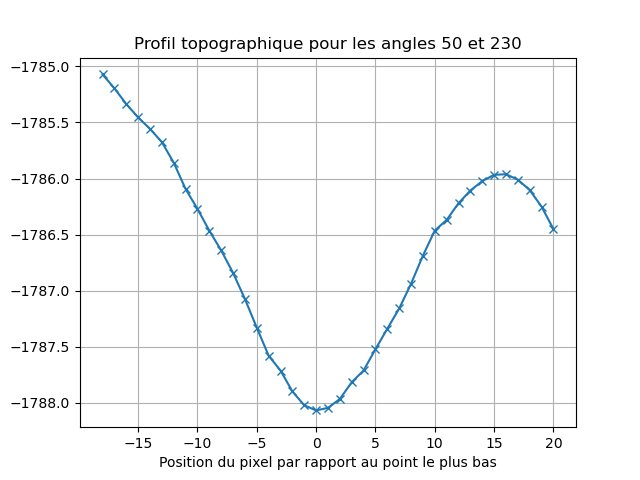 Profil topographique pour les angles 50 et 230
−1785.0
−1785.5
−1786.0
−1786.5
−1787.0
−1787.5
−1788.0
−15 −10 −5 0 5 10 15 20
Position du pixel par rapport au point le plus bas